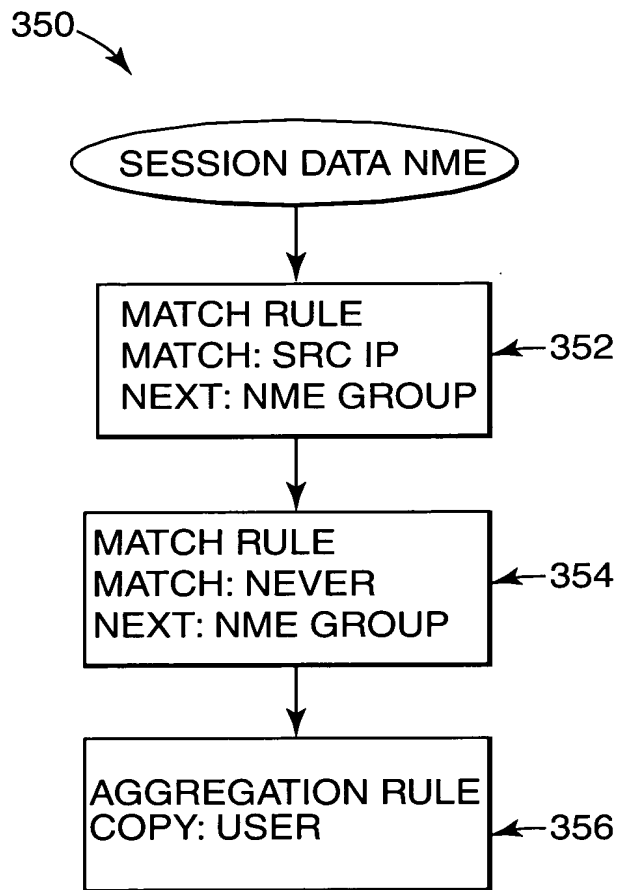 350
SESSION DATA NME
MATCH RULE
MATCH: SRC IP
NEXT: NME GROUP
352
MATCH RULE
MATCH: NEVER
NEXT: NME GROUP
354
AGGREGATION RULE
COPY: USER
356